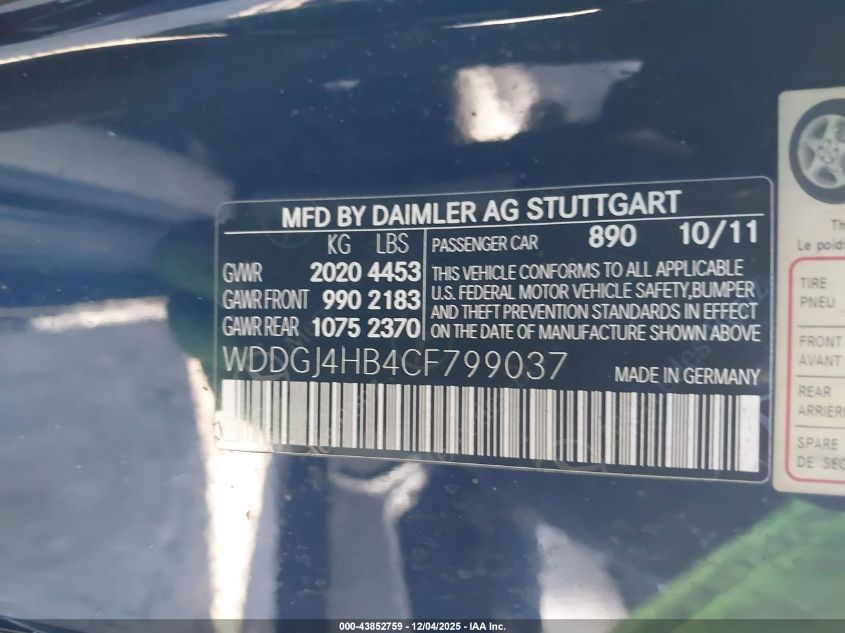 MFD BY DAIMLER AG STUTTGART
KG LBS
GVWR 2020 4453
GAWR FRONT 990 2183
GAWR REAR 1075 2370
PASSENGER CAR 890 10/11
THIS VEHICLE CONFORMS TO ALL APPLICABLE
U.S. FEDERAL MOTOR VEHICLE SAFETY,BUMPER
AND THEFT PREVENTION STANDARDS IN EFFECT
ON THE DATE OF MANUFACTURE SHOWN ABOVE
WDDGJ4HB4CF799037
MADE IN GERMANY
Le poids
TIRE
PNEU
FRONT
AVANT
REAR
SPARE
000-43852759 — 12/04/2025 — IAA Inc.